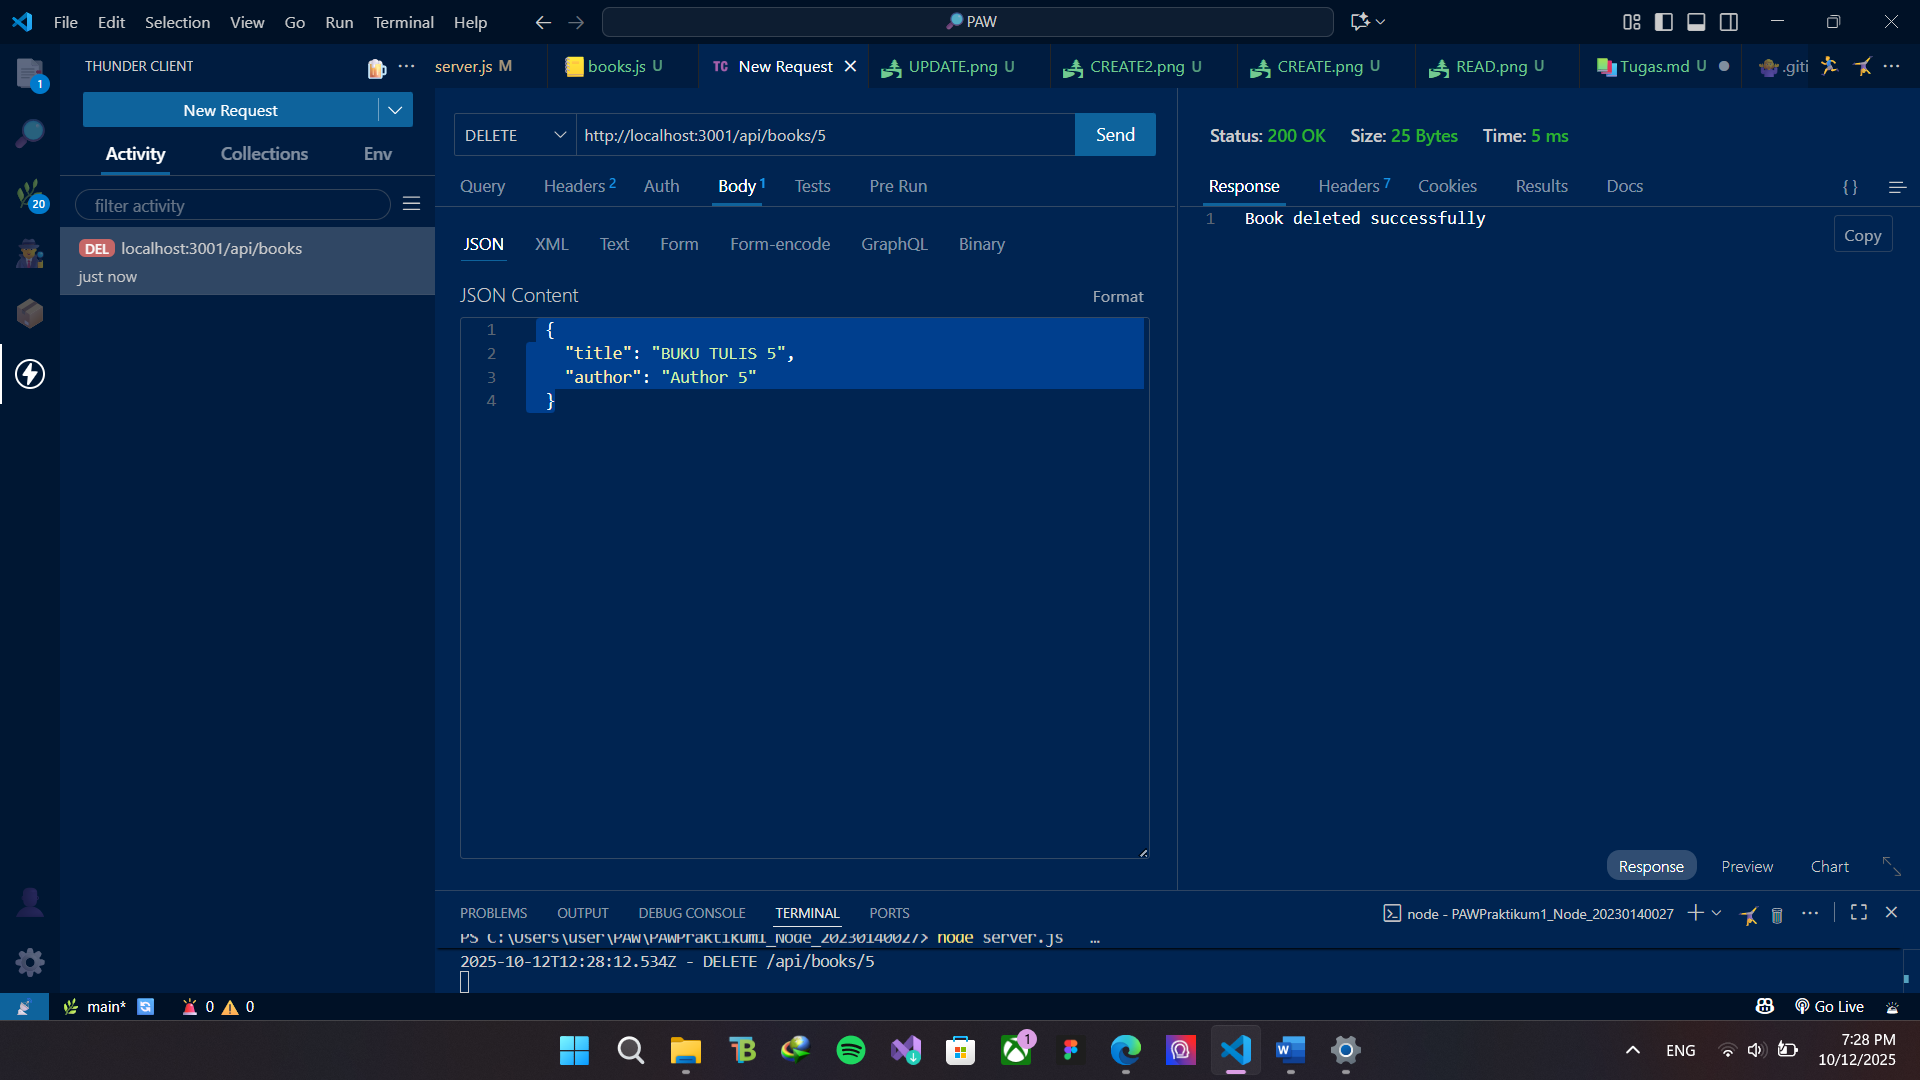 File Edit Selection View Go Run Terminal Help
PAW
THUNDER CLIENT
server.js M
books.js U
TC New Request
UPDATE.png U
CREATE2.png U
CREATE.png U
READ.png U
Tugas.md U
.giti
1
New Request
DELETE
http://localhost:3001/api/books/5
Send
Status: 200 OK Size: 25 Bytes Time: 5 ms
Activity Collections Env
Query Headers 2 Auth Body 1 Tests Pre Run
Response Headers 7 Cookies Results Docs
{ }
20
filter activity
1 Book deleted successfully
Copy
DEL localhost:3001/api/books
just now
JSON XML Text Form Form-encode GraphQL Binary
JSON Content
Format
1 {
2 "title": "BUKU TULIS 5",
3 "author": "Author 5"
4 }
Response Preview Chart
PROBLEMS OUTPUT DEBUG CONSOLE TERMINAL PORTS
node - PAWPraktikum1_Node_20230140027
PS C:\Users\user\PAW\PAWPraktikum1_Node_20230140027> node server.js ...
2025-10-12T12:28:12.534Z - DELETE /api/books/5
main* 0 0
Go Live
1
ENG
7:28 PM
10/12/2025